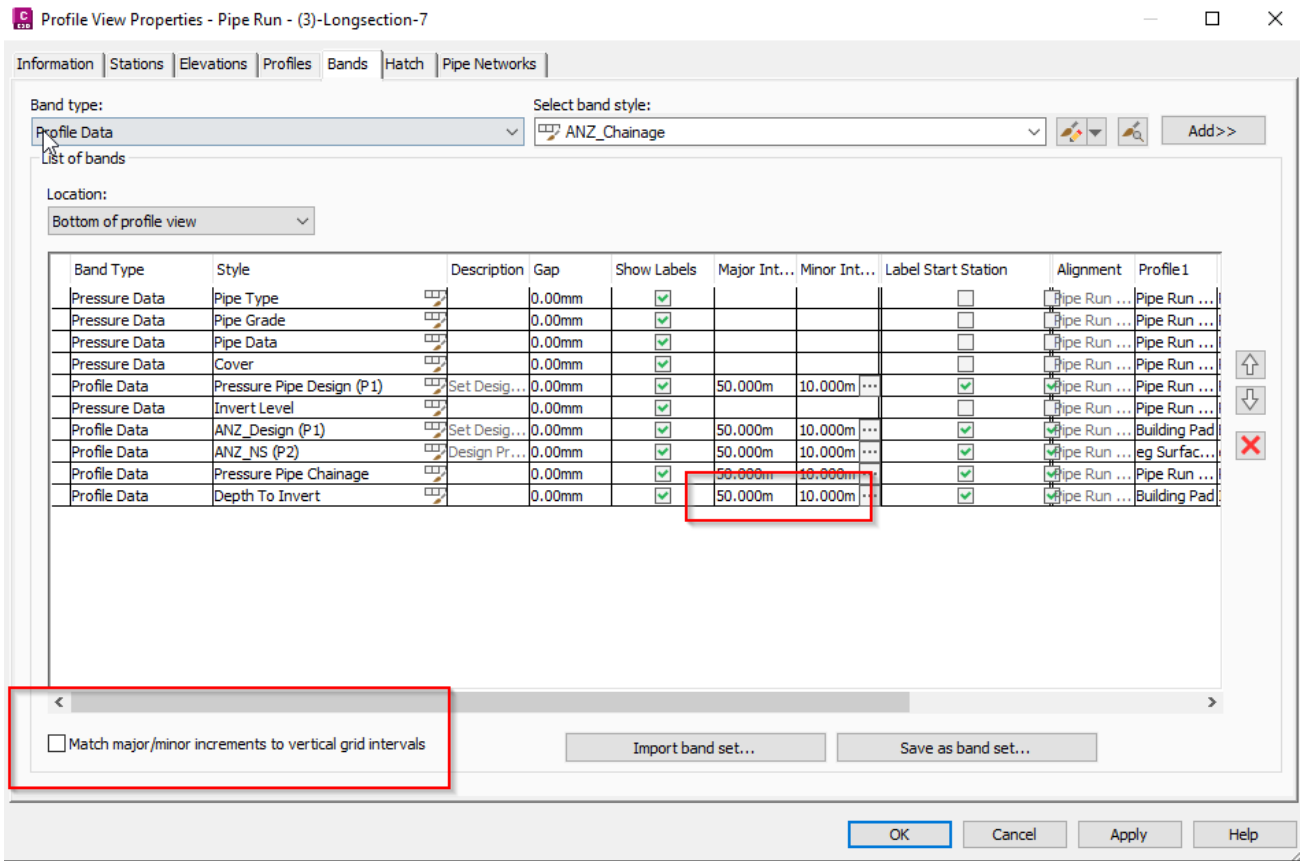 C E3D Profile View Properties - Pipe Run - (3)-Longsection-7
Information Stations Elevations Profiles Bands Hatch Pipe Networks
Band type: Select band style:
Profile Data ANZ_Chainage Add>>
List of bands
Location:
Bottom of profile view
Band Type Style Description Gap Show Labels Major Int... Minor Int... Label Start Station Alignment Profile1
Pressure Data Pipe Type 0.00mm Pipe Run ... Pipe Run ...
Pressure Data Pipe Grade 0.00mm Pipe Run ... Pipe Run ...
Pressure Data Pipe Data 0.00mm Pipe Run ... Pipe Run ...
Pressure Data Cover 0.00mm Pipe Run ... Pipe Run ...
Profile Data Pressure Pipe Design (P1) Set Desig... 0.00mm 50.000m 10.000m ... Pipe Run ... Pipe Run ...
Pressure Data Invert Level 0.00mm Pipe Run ... Pipe Run ...
Profile Data ANZ_Design (P1) Set Desig... 0.00mm 50.000m 10.000m ... Pipe Run ... Building Pad
Profile Data ANZ_NS (P2) Design Pr... 0.00mm 50.000m 10.000m ... Pipe Run ... eg Surfac...
Profile Data Pressure Pipe Chainage 0.00mm 50.000m 10.000m ... Pipe Run ... Pipe Run ...
Profile Data Depth To Invert 0.00mm 50.000m 10.000m ... Pipe Run ... Building Pad
Match major/minor increments to vertical grid intervals Import band set... Save as band set...
OK Cancel Apply Help